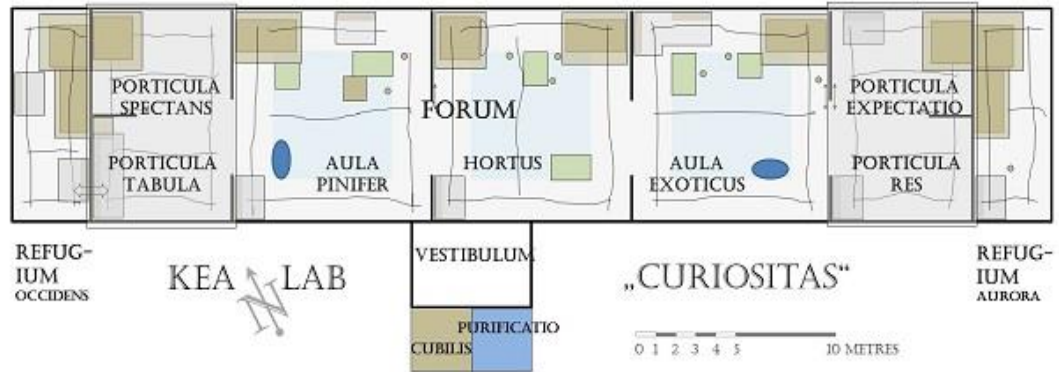 PORTICULA
SPECTANS
PORTICULA
TABULA
FORUM
AULA
PINIFER
HORTUS
AULA
EXOTICUS
PORTICULA
EXPECTATIO
PORTICULA
RES
REFUG-
IUM
OCCIDENS
KEA N LAB
VESTIBULUM
PURIFICATIO
CUBILIS
„CURIOSITAS“
0 1 2 3 4 5 10 METRES
REFUG-
IUM
AURORA